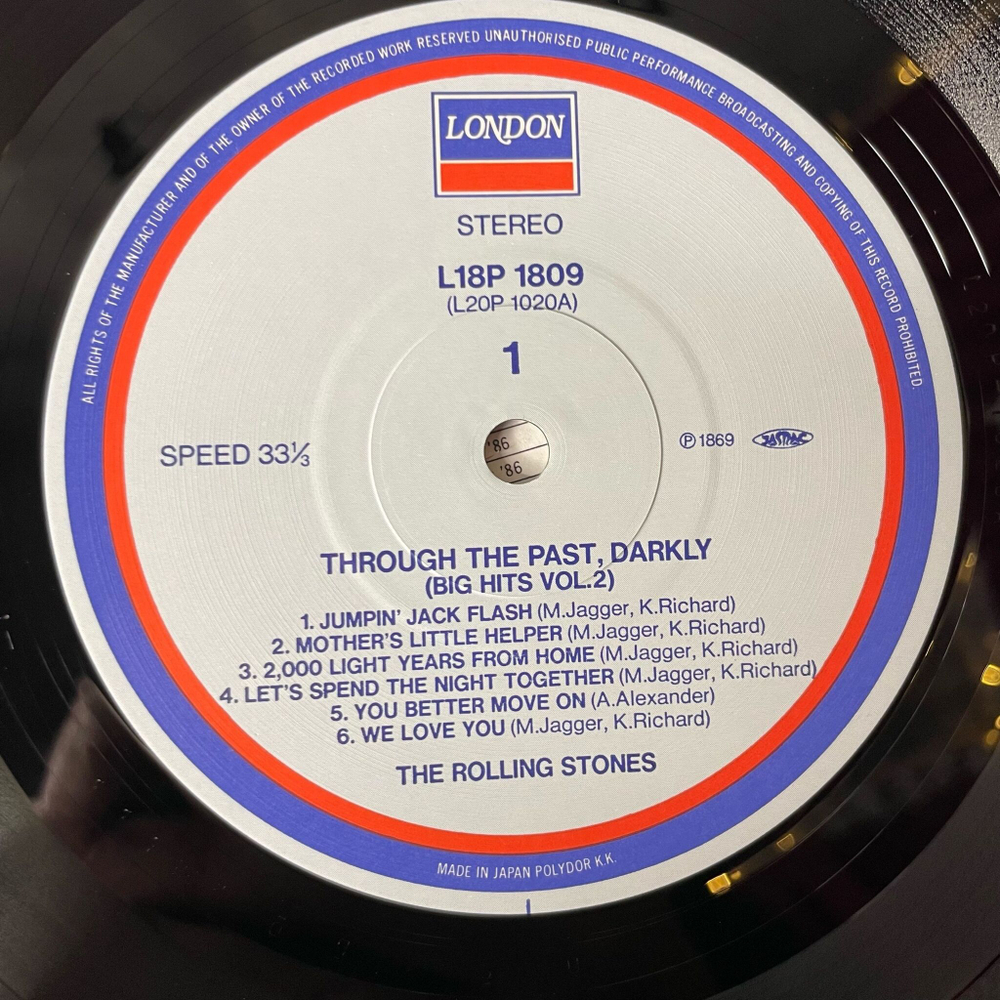 ALL RIGHTS OF THE MANUFACTURER AND OF THE OWNER OF THE RECORDED WORK RESERVED UNAUTHORISED PUBLIC PERFORMANCE BROADCASTING AND COPYING OF THIS RECORD PROHIBITED.
LONDON
STEREO
L18P 1809
(L20P 1020A)
1
SPEED 33⅓
'86
'86
℗ 1869
JASRAC
THROUGH THE PAST, DARKLY
(BIG HITS VOL.2)
1. JUMPIN' JACK FLASH (M.Jagger, K.Richard)
2. MOTHER'S LITTLE HELPER (M.Jagger, K.Richard)
3. 2,000 LIGHT YEARS FROM HOME (M.Jagger, K.Richard)
4. LET'S SPEND THE NIGHT TOGETHER (M.Jagger, K.Richard)
5. YOU BETTER MOVE ON (A.Alexander)
6. WE LOVE YOU (M.Jagger, K.Richard)
THE ROLLING STONES
MADE IN JAPAN POLYDOR K.K.